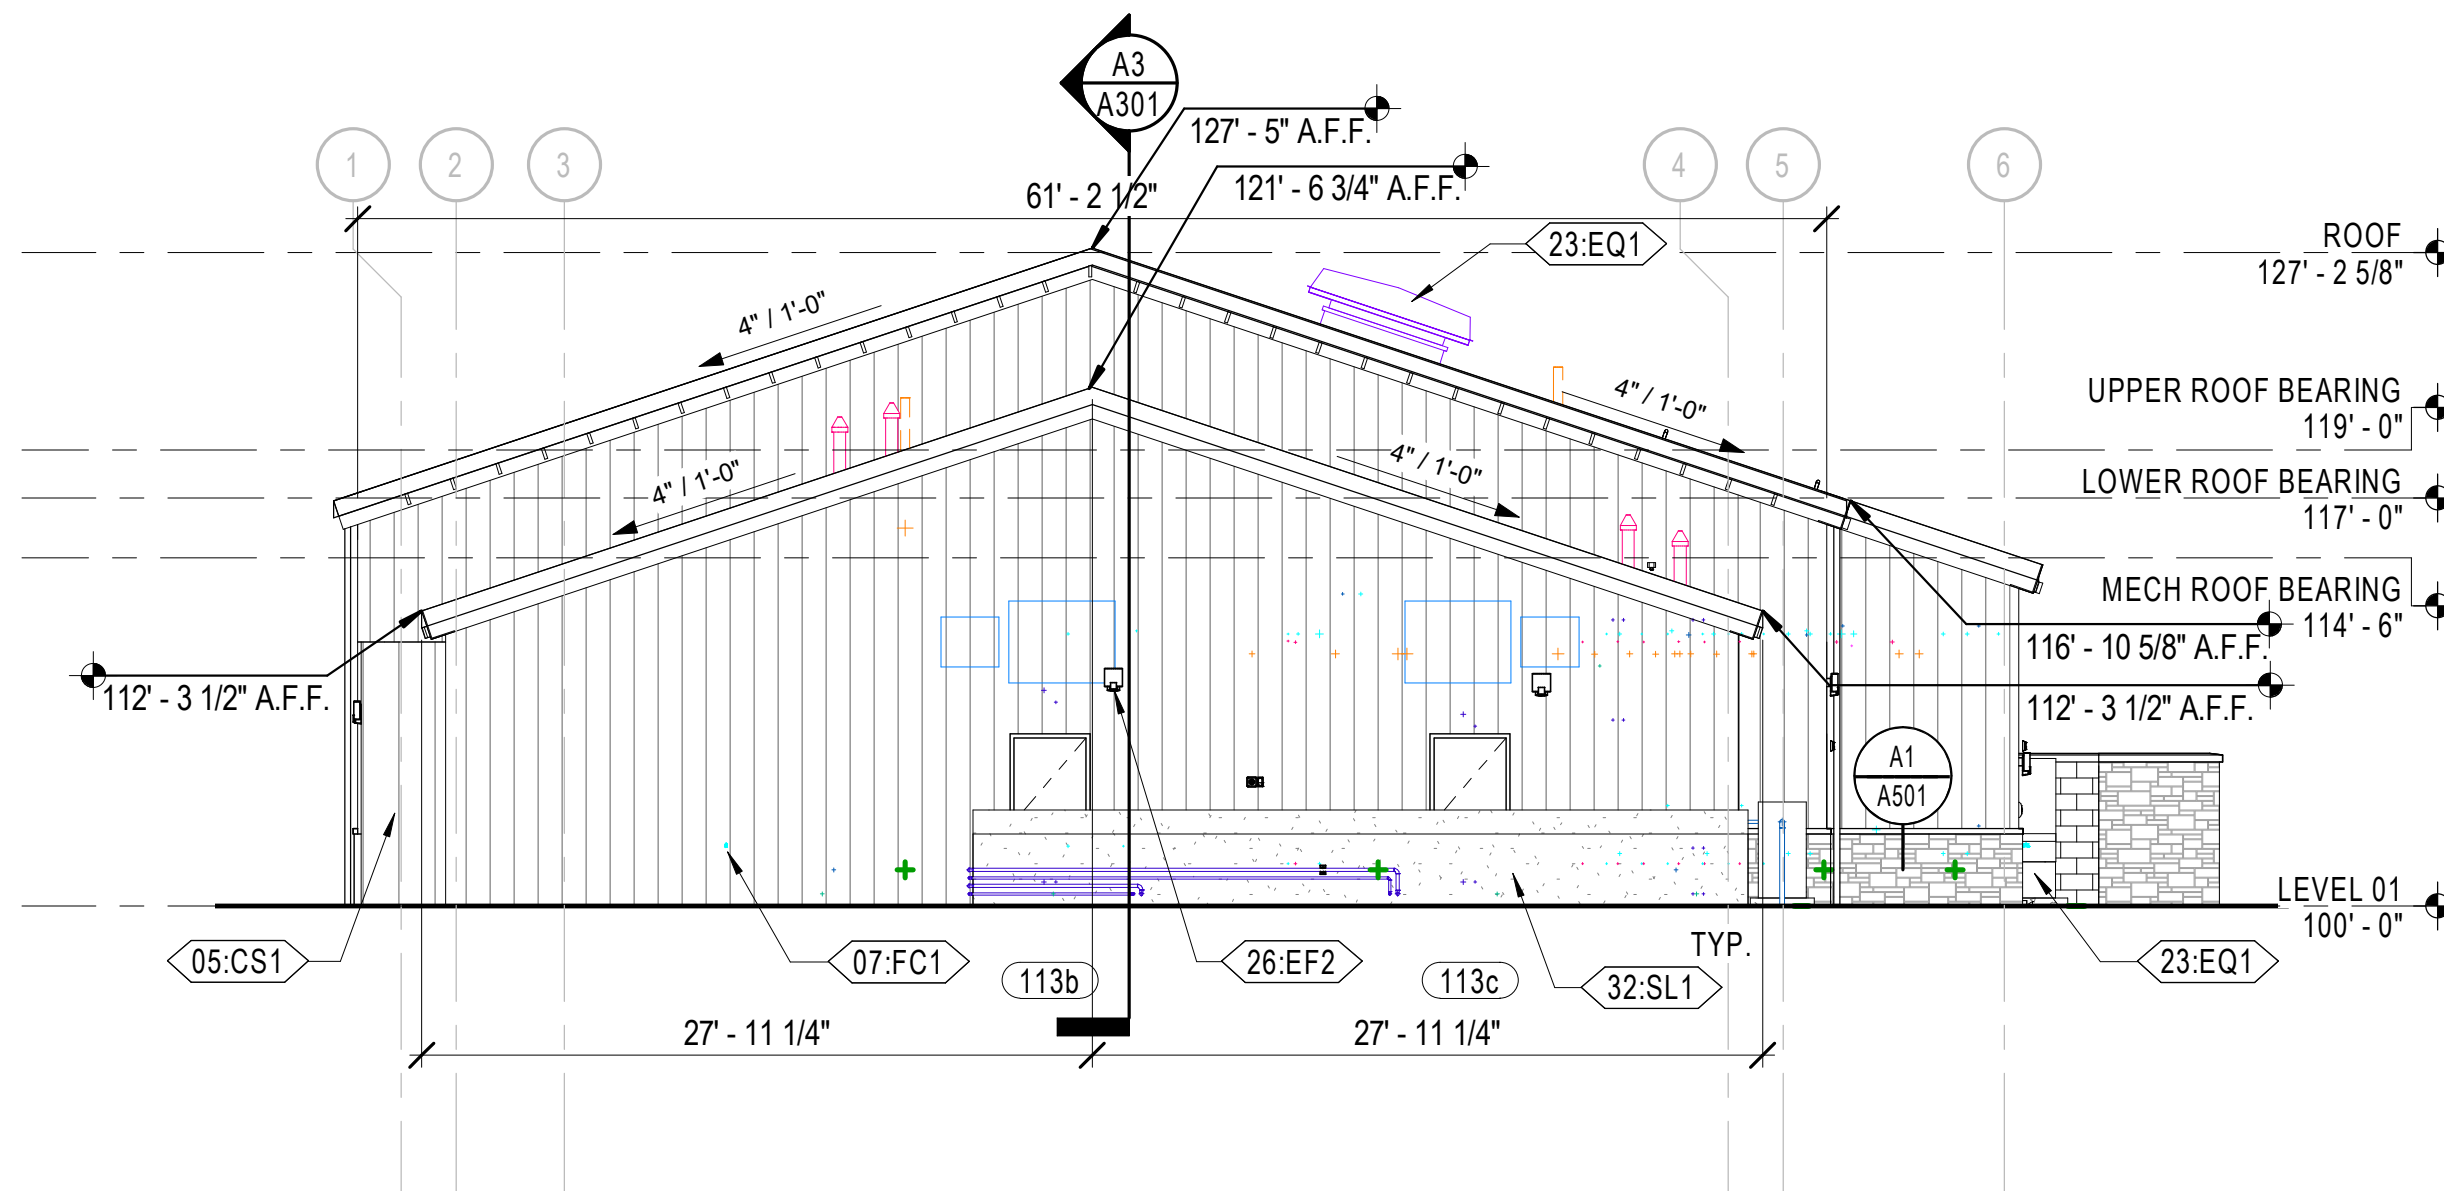 A3
A301
127' - 5" A.F.F.
1
2
3
61' - 2 1/2"
121' - 6 3/4" A.F.F.
4
5
6
23:EQ1
ROOF
127' - 2 5/8"
4" / 1'-0"
4" / 1'-0"
UPPER ROOF BEARING
119' - 0"
4" / 1'-0"
4" / 1'-0"
LOWER ROOF BEARING
117' - 0"
MECH ROOF BEARING
114' - 6"
116' - 10 5/8" A.F.F.
112' - 3 1/2" A.F.F.
112' - 3 1/2" A.F.F.
A1
A501
LEVEL 01
100' - 0"
TYP.
05:CS1
07:FC1
113b
26:EF2
113c
32:SL1
23:EQ1
27' - 11 1/4"
27' - 11 1/4"